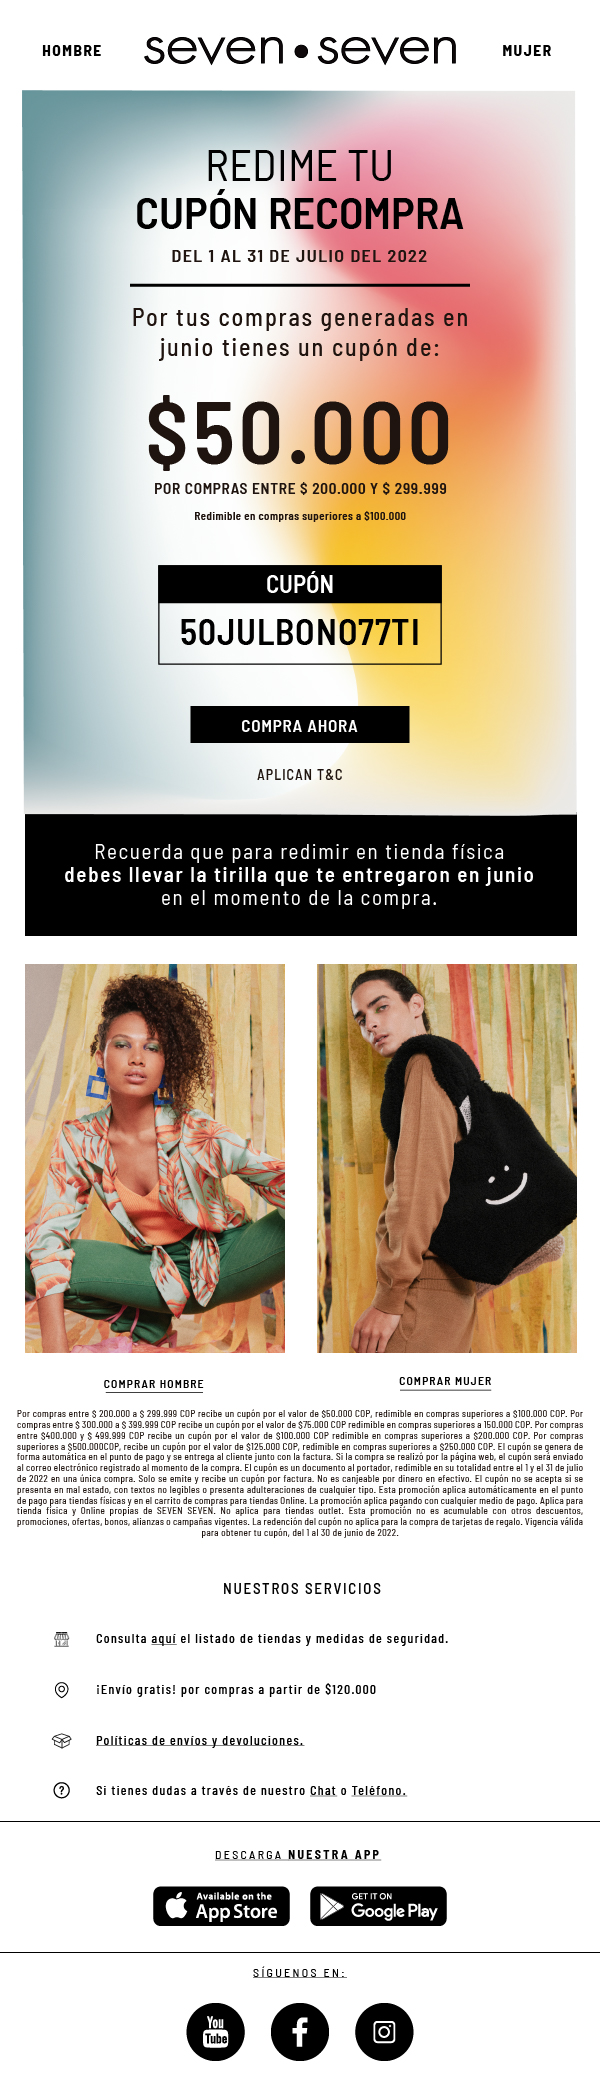 HOMBRE
seven•seven
MUJER
REDIME TU
CUPÓN RECOMPRA
DEL 1 AL 31 DE JULIO DEL 2022
Por tus compras generadas en
junio tienes un cupón de:
$50.000
POR COMPRAS ENTRE $ 200.000 Y $ 299.999
Redimible en compras superiores a $100.000
CUPÓN
50JULBONO77TI
COMPRA AHORA
APLICAN T&C
Recuerda que para redimir en tienda física
debes llevar la tirilla que te entregaron en junio
en el momento de la compra.
COMPRAR HOMBRE
COMPRAR MUJER
Por compras entre $ 200.000 a $ 299.999 COP recibe un cupón por el valor de $50.000 COP, redimible en compras superiores a $100.000 COP. Por
compras entre $ 300.000 a $ 399.999 COP recibe un cupón por el valor de $75.000 COP redimible en compras superiores a 150.000 COP. Por compras
entre $400.000 y $ 499.999 COP recibe un cupón por el valor de $100.000 COP redimible en compras superiores a $200.000 COP. Por compras
superiores a $500.000COP, recibe un cupón por el valor de $125.000 COP, redimible en compras superiores a $250.000 COP. El cupón se genera de
forma automática en el punto de pago y se entrega al cliente junto con la factura. Si la compra se realizó por la página web, el cupón será enviado
al correo electrónico registrado al momento de la compra. El cupón es un documento al portador, redimible en su totalidad entre el 1 y el 31 de julio
de 2022 en una única compra. Solo se emite y recibe un cupón por factura. No es canjeable por dinero en efectivo. El cupón no se acepta si se
presenta en mal estado, con textos no legibles o presenta adulteraciones de cualquier tipo. Esta promoción aplica automáticamente en el punto
de pago para tiendas físicas y en el carrito de compras para tiendas Online. La promoción aplica pagando con cualquier medio de pago. Aplica para
tienda física y Online propias de SEVEN SEVEN. No aplica para tiendas outlet. Esta promoción no es acumulable con otros descuentos,
promociones, ofertas, bonos, alianzas o campañas vigentes. La redención del cupón no aplica para la compra de tarjetas de regalo. Vigencia válida
para obtener tu cupón, del 1 al 30 de junio de 2022.
NUESTROS SERVICIOS
Consulta aquí el listado de tiendas y medidas de seguridad.
¡Envío gratis! por compras a partir de $120.000
Políticas de envíos y devoluciones.
Si tienes dudas a través de nuestro Chat o Teléfono.
DESCARGA NUESTRA APP
Available on the
App Store
GET IT ON
Google Play
SÍGUENOS EN:
You
Tube